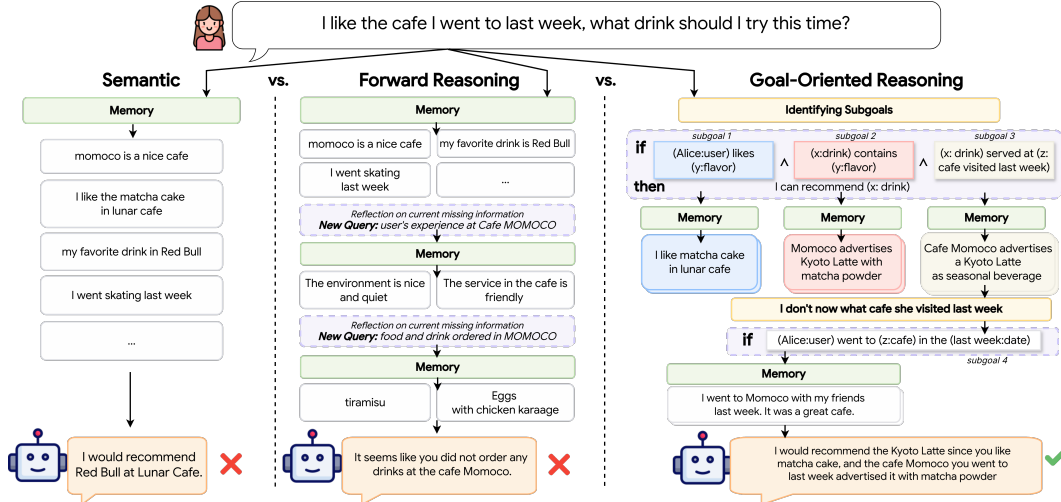 I like the cafe I went to last week, what drink should I try this time?
Semantic
vs.
Forward Reasoning
vs.
Goal-Oriented Reasoning
Memory
momoco is a nice cafe
I like the matcha cake
in lunar cafe
my favorite drink in Red Bull
I went skating last week
...
I would recommend
Red Bull at Lunar Cafe.
Memory
momoco is a nice cafe
my favorite drink is Red Bull
I went skating
last week
...
Reflection on current missing information
New Query: user's experience at Cafe MOMOCO
Memory
The environment is nice
and quiet
The service in the cafe is
friendly
Reflection on current missing information
New Query: food and drink ordered in MOMOCO
Memory
tiramisu
Eggs
with chicken karaage
It seems like you did not order any
drinks at the cafe Momoco.
Identifying Subgoals
subgoal 1
subgoal 2
subgoal 3
if
(Alice:user) likes
(y:flavor)
^
(x:drink) contains
(y:flavor)
^
(x: drink) served at (z:
cafe visited last week)
then
I can recommend (x: drink)
Memory
Memory
Memory
I like matcha cake
in lunar cafe
Momoco advertises
Kyoto Latte with
matcha powder
Cafe Momoco advertises
a Kyoto Latte
as seasonal beverage
I don't now what cafe she visited last week
if
(Alice:user) went to (z:cafe) in the (last week:date)
subgoal 4
Memory
I went to Momoco with my friends
last week. It was a great cafe.
I would recommend the Kyoto Latte since you like
matcha cake, and the cafe Momoco you went to
last week advertised it with matcha powder